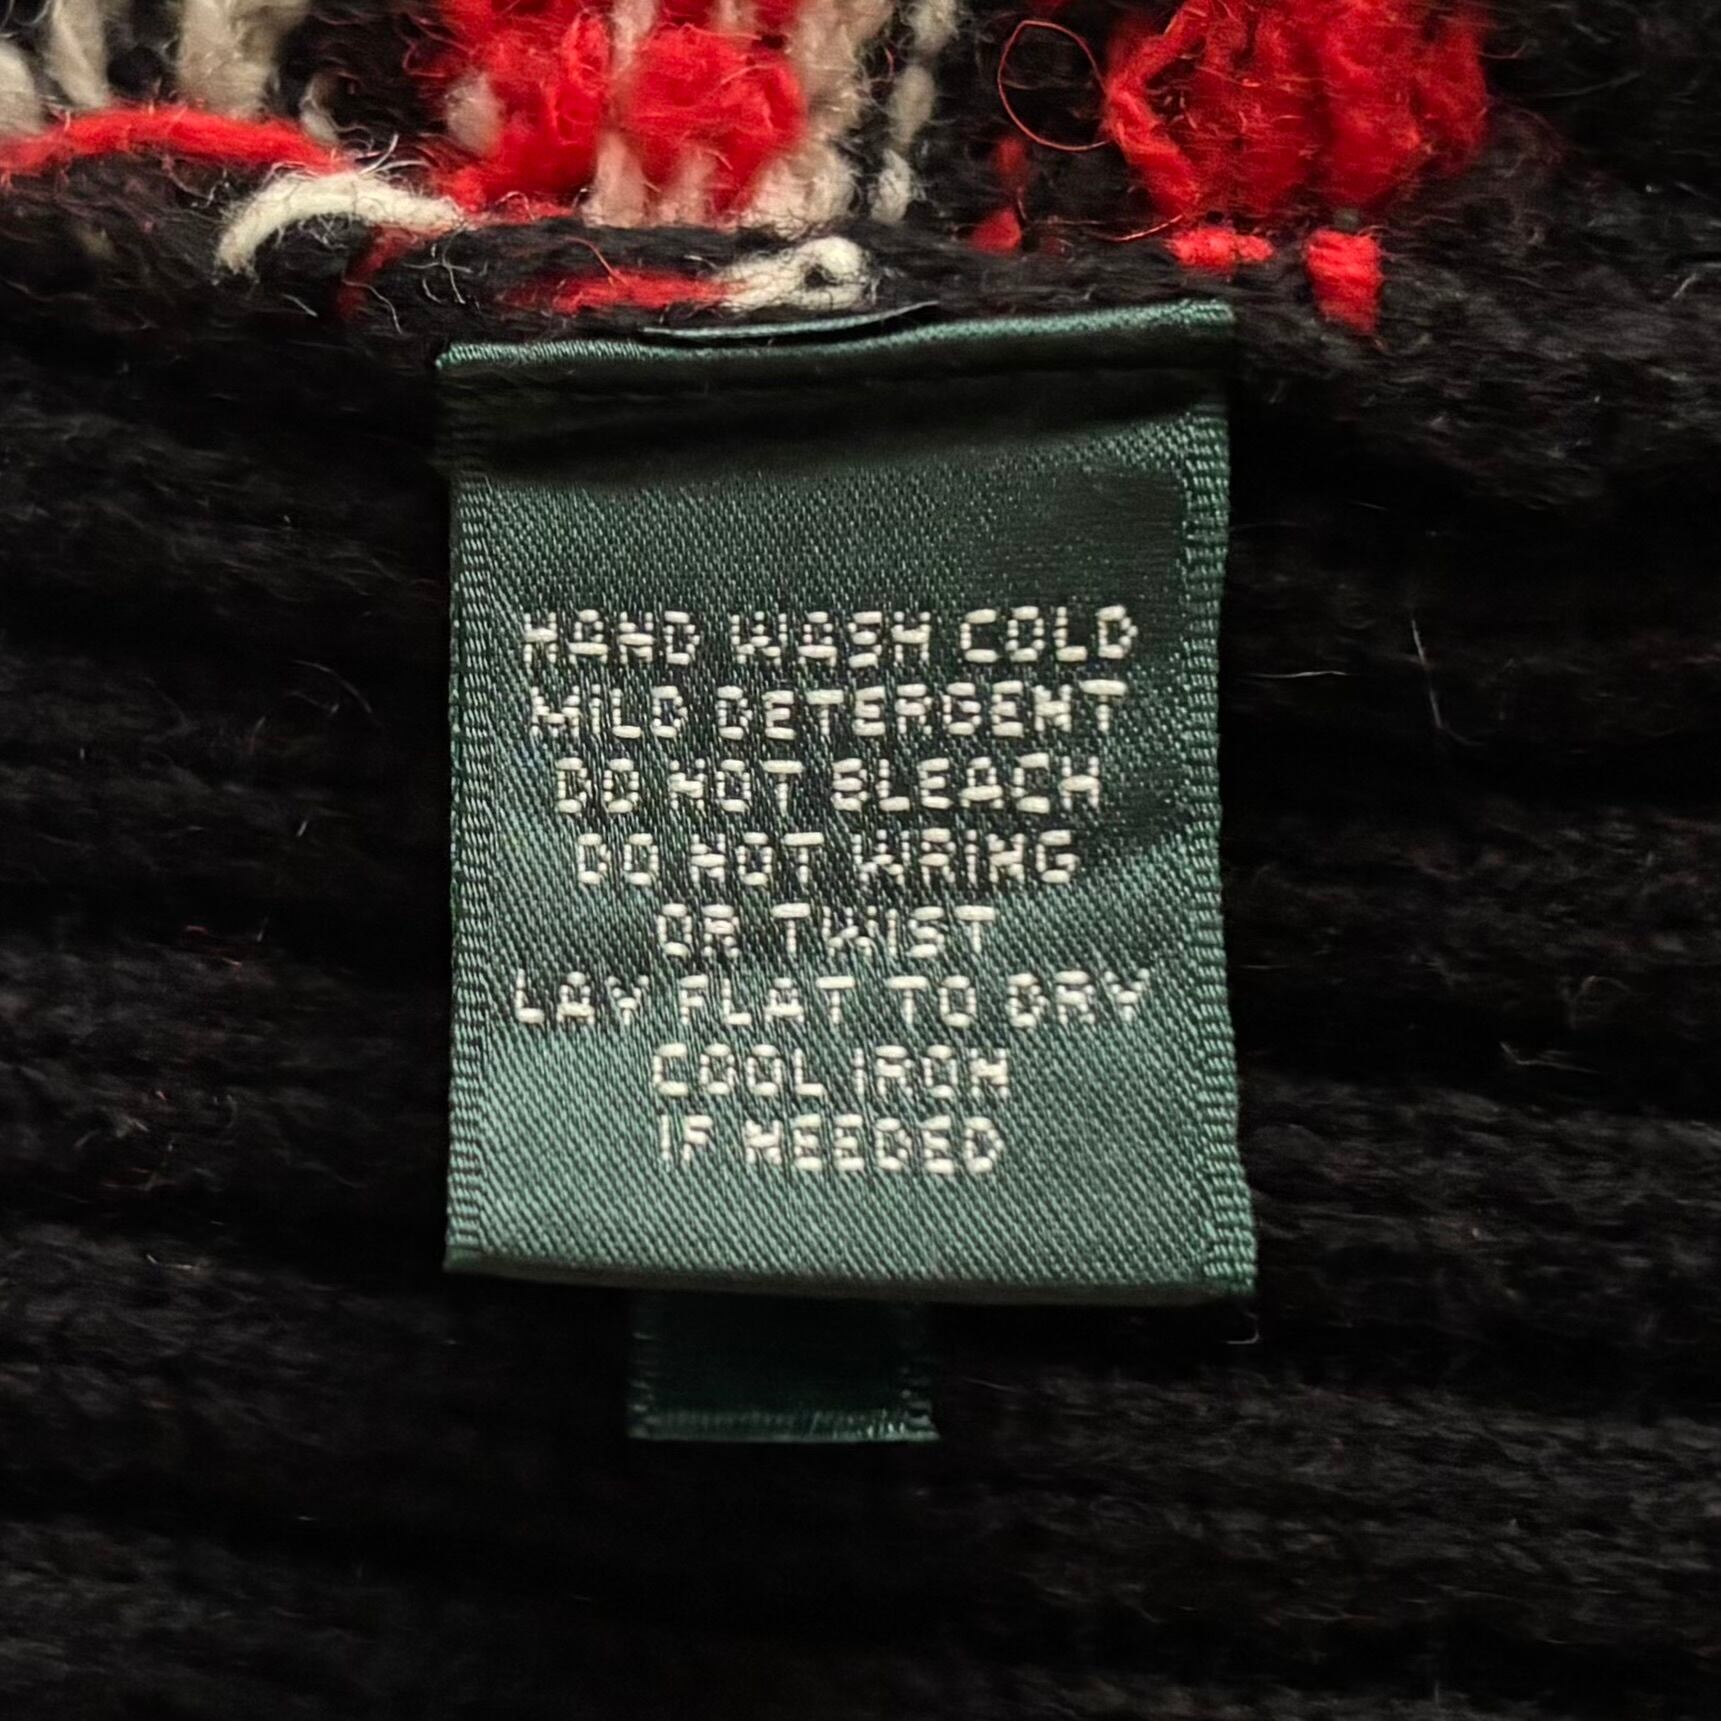 HAND WASH COLD
MILD DETERGENT
DO NOT BLEACH
DO NOT WRING
OR TWIST
LAY FLAT TO DRY
COOL IRON
IF NEEDED